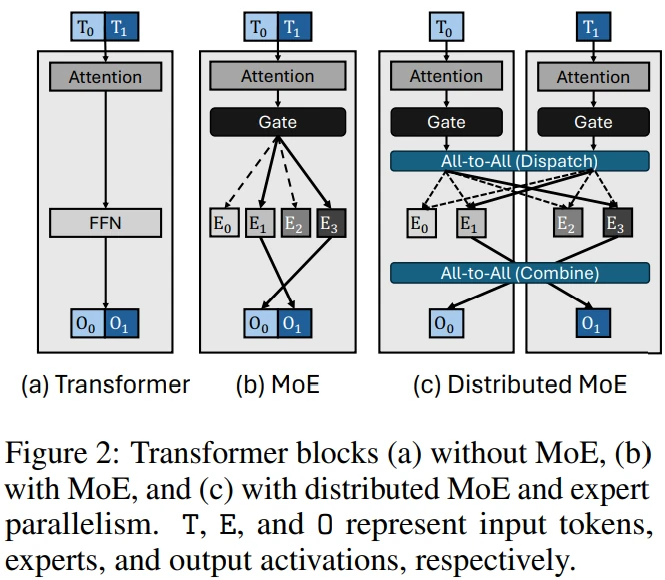 T0 T1 T0 T1 T0 T1
Attention Attention Attention Attention
Gate Gate Gate
All-to-All (Dispatch)
FFN E0 E1 E2 E3 E0 E1 E2 E3
All-to-All (Combine)
O0 O1 O0 O1 O0 O1
(a) Transformer (b) MoE (c) Distributed MoE
Figure 2: Transformer blocks (a) without MoE, (b)
with MoE, and (c) with distributed MoE and expert
parallelism. T, E, and O represent input tokens,
experts, and output activations, respectively.